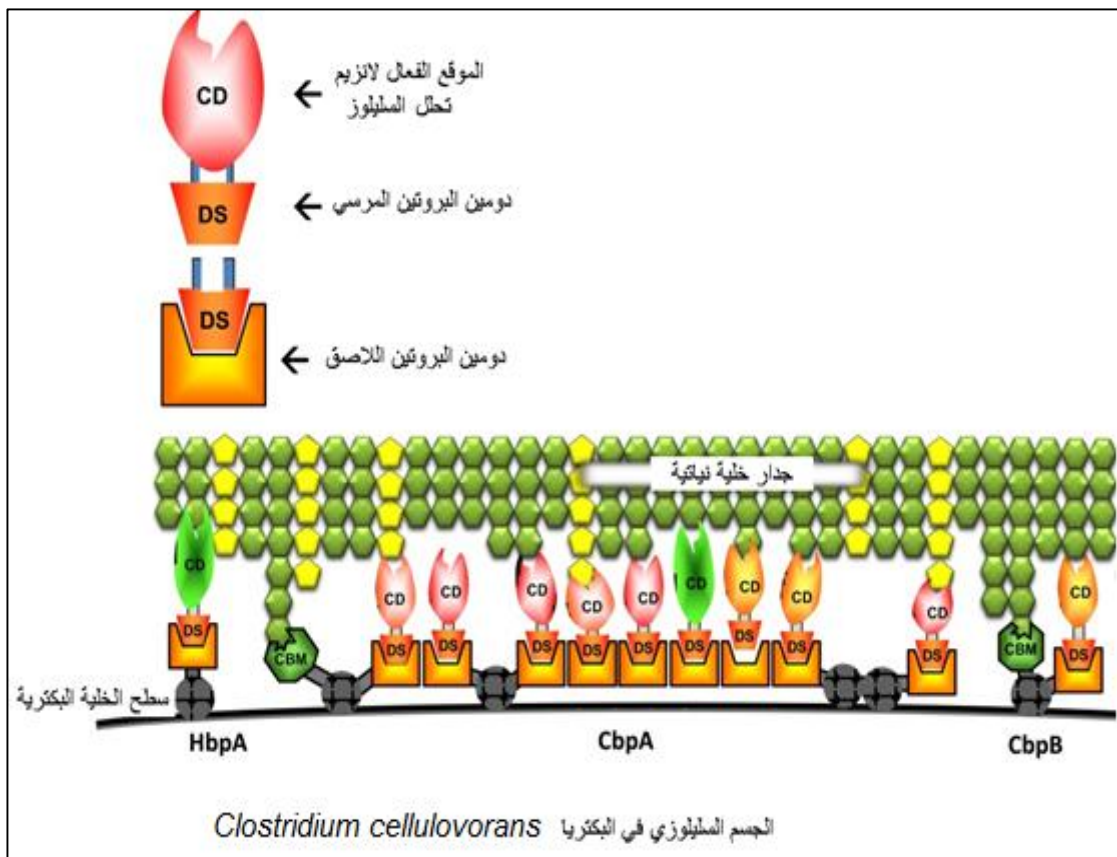 CD
الموقع الفعال لانزيم
تحلل السليلوز
DS
دومين البروتين المرسي
DS
دومين البروتين اللاصق
جدار خلية نباتية
CD
CD
CD
CD
CD
CD
CD
CD
CD
CD
CD
DS
CBM
DS
DS
DS
DS
DS
DS
DS
DS
DS
CBM
DS
سطح الخلية البكترية
HbpA
CbpA
CbpB
الجسم السليلوزي في البكتريا Clostridium cellulovorans